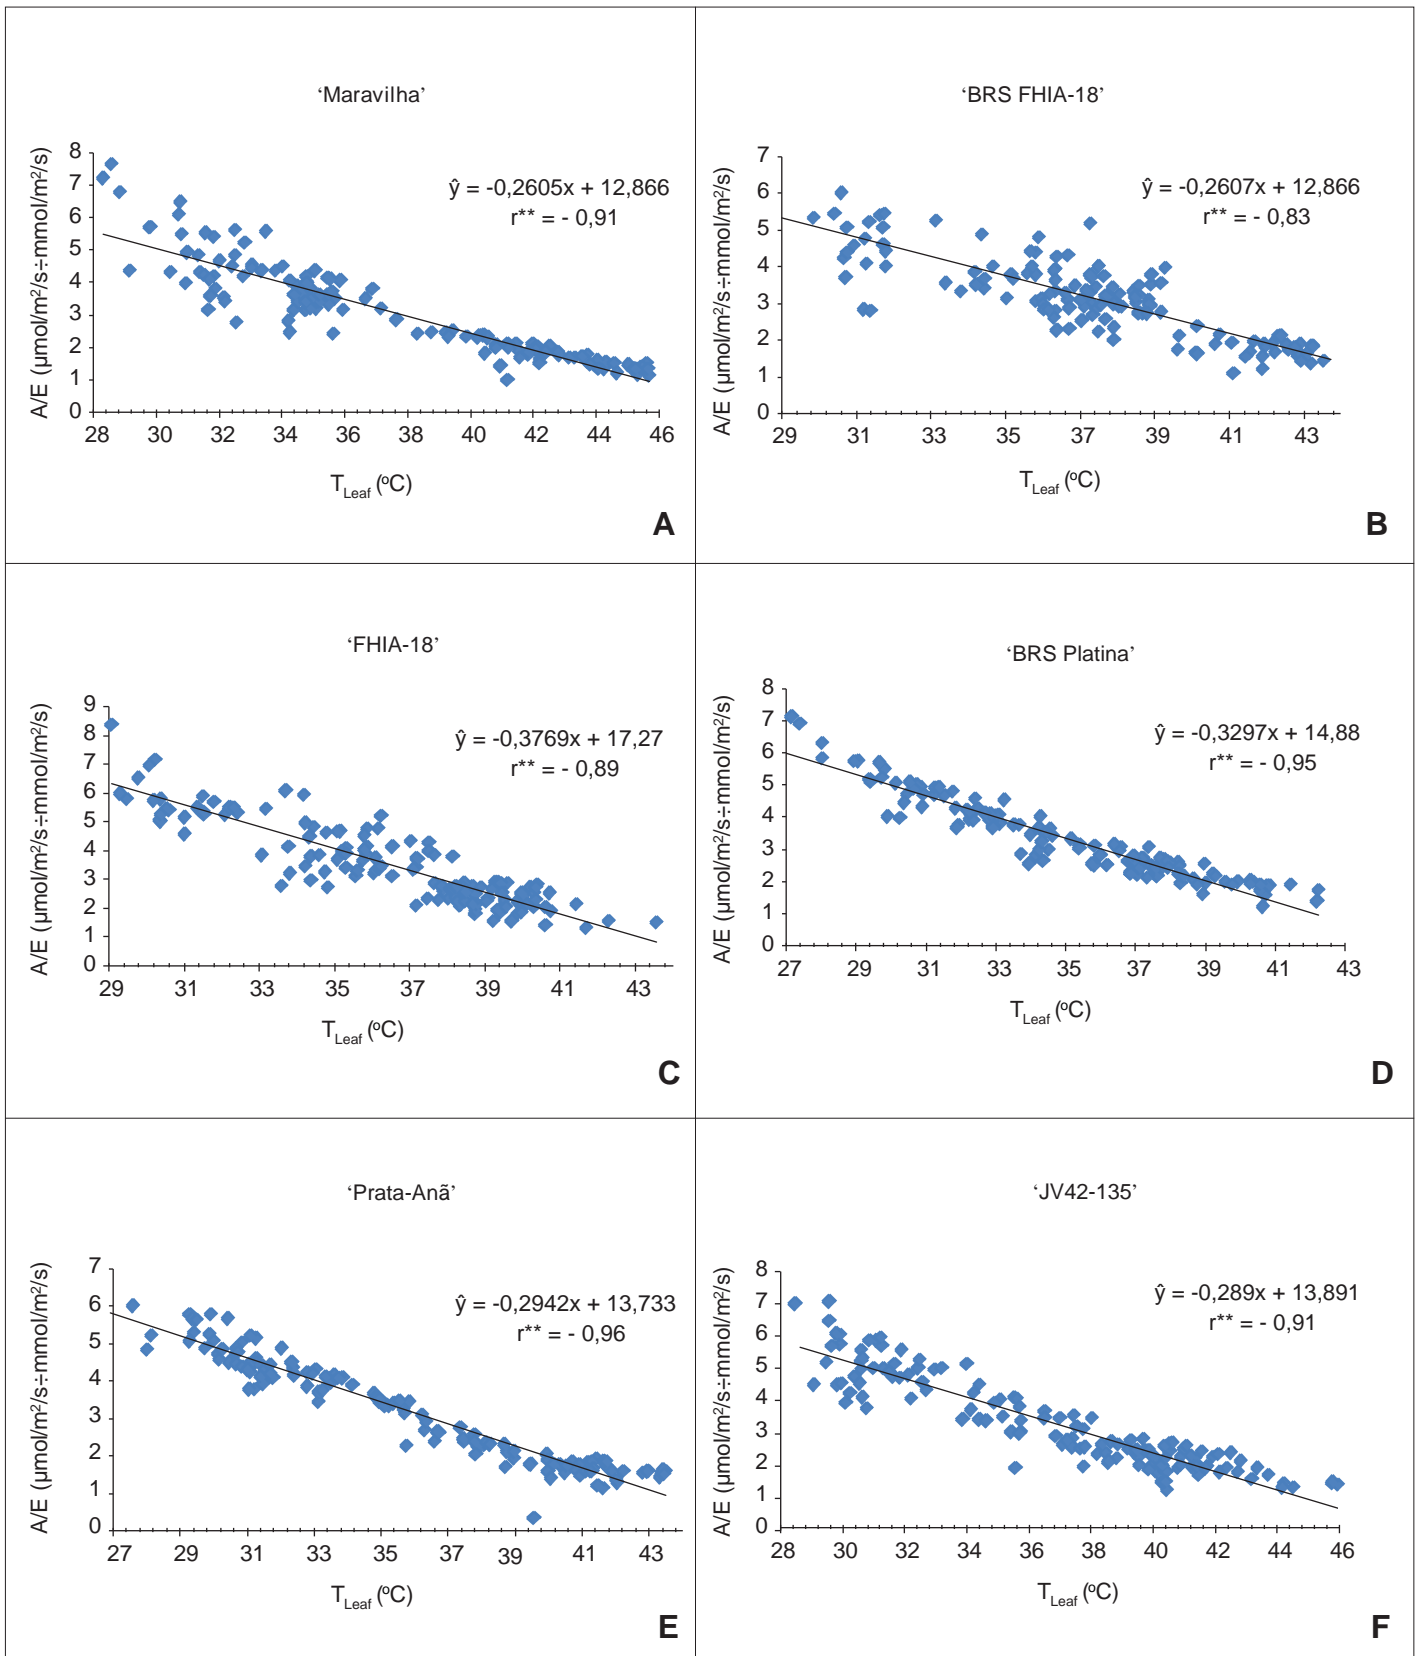 ‘Maravilha’
A/E (μmol/m²/s÷mmol/m²/s)
8
7
6
5
4
3
2
1
0
ŷ = -0,2605x + 12,866
r** = - 0,91
28 30 32 34 36 38 40 42 44 46
T_Leaf (ºC)
A
‘BRS FHIA-18’
A/E (μmol/m²/s÷mmol/m²/s)
7
6
5
4
3
2
1
0
ŷ = -0,2607x + 12,866
r** = - 0,83
29 31 33 35 37 39 41 43
T_Leaf (ºC)
B
‘FHIA-18’
A/E (μmol/m²/s÷mmol/m²/s)
9
8
7
6
5
4
3
2
1
0
ŷ = -0,3769x + 17,27
r** = - 0,89
29 31 33 35 37 39 41 43
T_Leaf (ºC)
C
‘BRS Platina’
A/E (μmol/m²/s÷mmol/m²/s)
8
7
6
5
4
3
2
1
0
ŷ = -0,3297x + 14,88
r** = - 0,95
27 29 31 33 35 37 39 41 43
T_Leaf (ºC)
D
‘Prata-Anã’
A/E (μmol/m²/s÷mmol/m²/s)
7
6
5
4
3
2
1
0
ŷ = -0,2942x + 13,733
r** = - 0,96
27 29 31 33 35 37 39 41 43
T_Leaf (ºC)
E
‘JV42-135’
A/E (μmol/m²/s÷mmol/m²/s)
8
7
6
5
4
3
2
1
0
ŷ = -0,289x + 13,891
r** = - 0,91
28 30 32 34 36 38 40 42 44 46
T_Leaf (ºC)
F